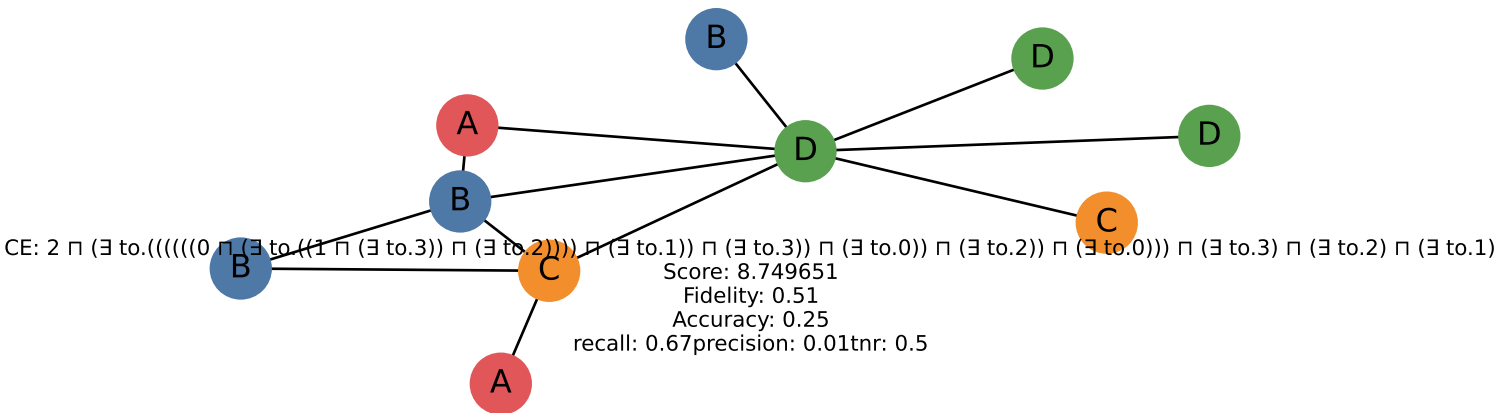 B
D
A
D
D
B
C
CE: 2 ⊓ (∃ to.((((((0 ⊓ (∃ to.((1 ⊓ (∃ to.3)) ⊓ (∃ to.2)))) ⊓ (∃ to.1)) ⊓ (∃ to.3)) ⊓ (∃ to.0)) ⊓ (∃ to.2)) ⊓ (∃ to.0))) ⊓ (∃ to.3) ⊓ (∃ to.2) ⊓ (∃ to.1)
B
C
Score: 8.749651
Fidelity: 0.51
Accuracy: 0.25
recall: 0.67precision: 0.01tnr: 0.5
A